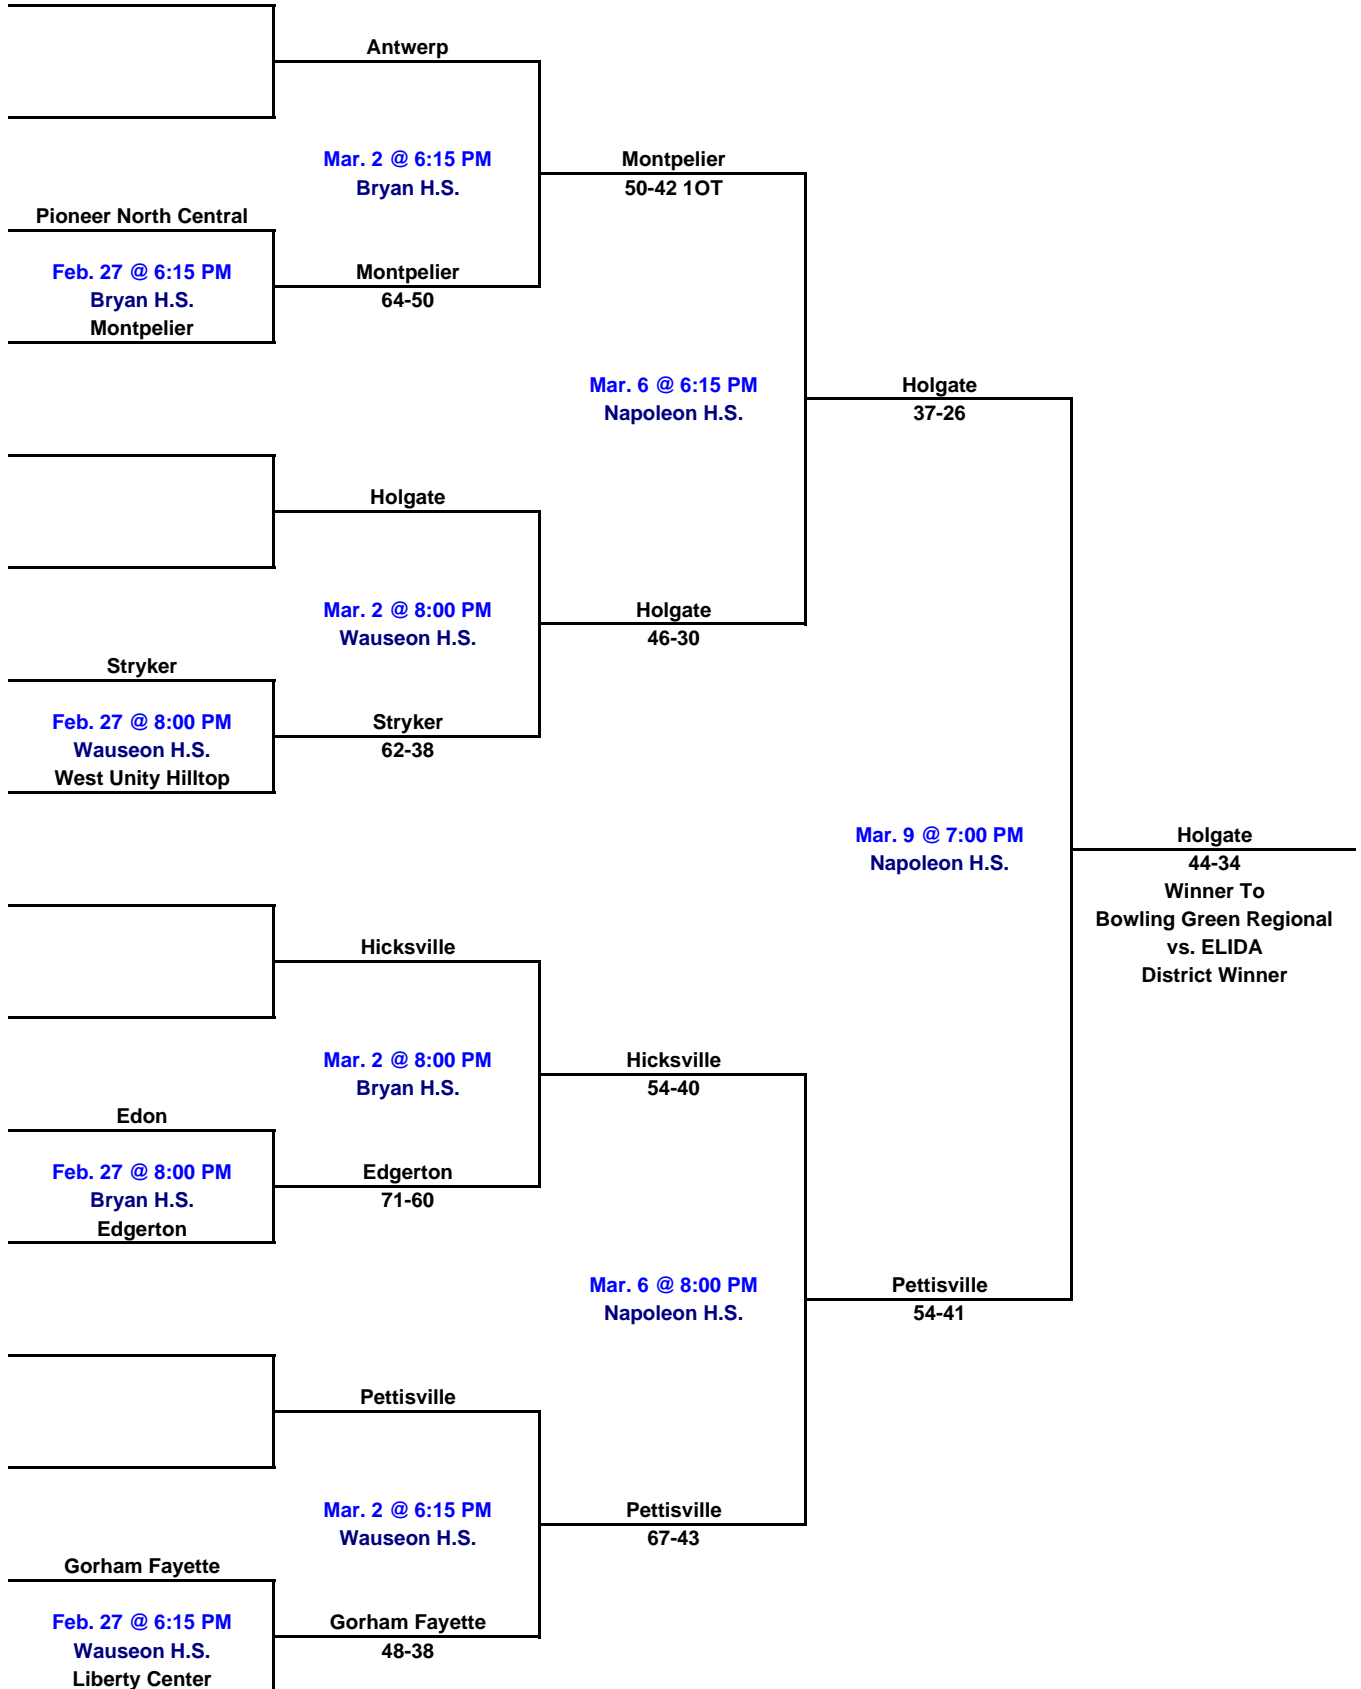 Antwerp
Mar. 2 @ 6:15 PM
Bryan H.S.
Montpelier
50-42 1OT
Pioneer North Central
Feb. 27 @ 6:15 PM
Bryan H.S.
Montpelier
Montpelier
64-50
Mar. 6 @ 6:15 PM
Napoleon H.S.
Holgate
37-26
Holgate
Mar. 2 @ 8:00 PM
Wauseon H.S.
Holgate
46-30
Stryker
Feb. 27 @ 8:00 PM
Wauseon H.S.
West Unity Hilltop
Stryker
62-38
Mar. 9 @ 7:00 PM
Napoleon H.S.
Holgate
44-34
Winner To
Bowling Green Regional
vs. ELIDA
District Winner
Hicksville
Mar. 2 @ 8:00 PM
Bryan H.S.
Hicksville
54-40
Edon
Feb. 27 @ 8:00 PM
Bryan H.S.
Edgerton
Edgerton
71-60
Mar. 6 @ 8:00 PM
Napoleon H.S.
Pettisville
54-41
Pettisville
Mar. 2 @ 6:15 PM
Wauseon H.S.
Pettisville
67-43
Gorham Fayette
Feb. 27 @ 6:15 PM
Wauseon H.S.
Liberty Center
Gorham Fayette
48-38